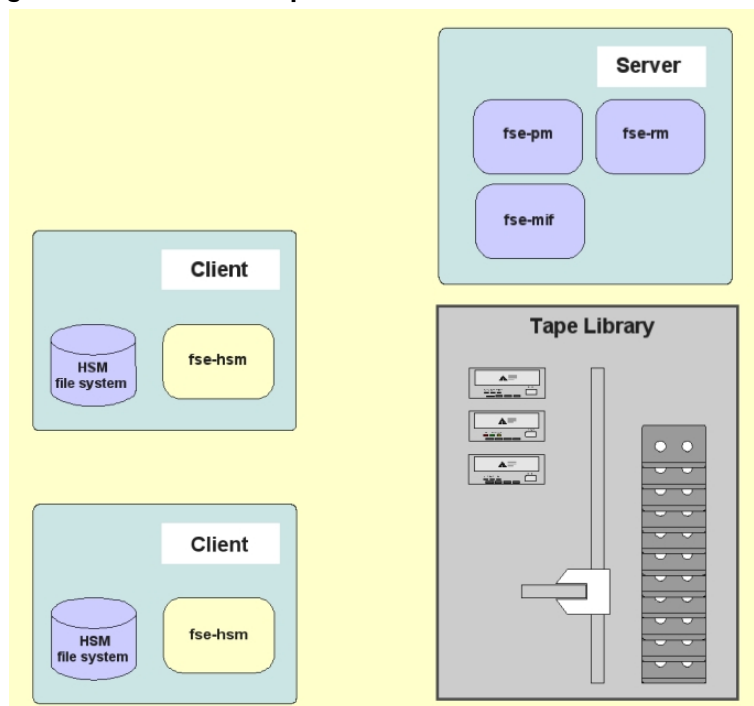 Server
fse-pm
fse-rm
fse-mif
Client
HSM
file system
fse-hsm
Tape Library
Client
HSM
file system
fse-hsm